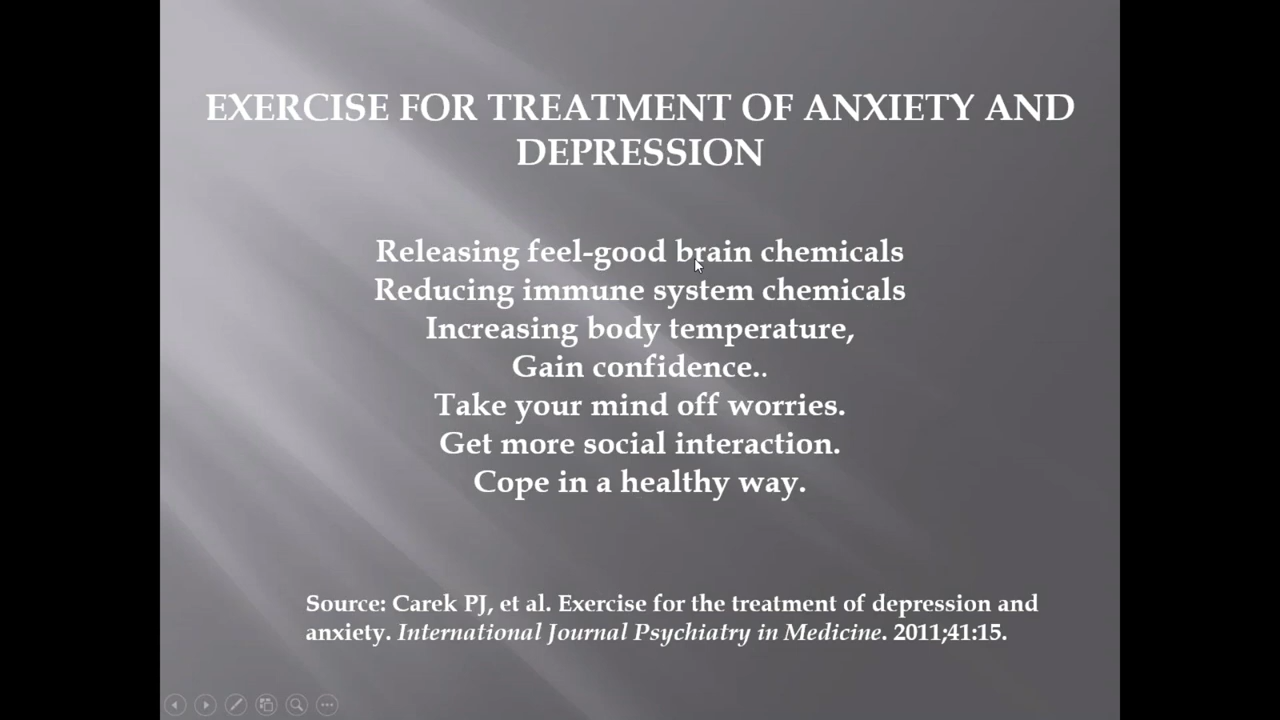 EXERCISE FOR TREATMENT OF ANXIETY AND
DEPRESSION
Releasing feel-good brain chemicals
Reducing immune system chemicals
Increasing body temperature,
Gain confidence..
Take your mind off worries.
Get more social interaction.
Cope in a healthy way.
Source: Carek PJ, et al. Exercise for the treatment of depression and
anxiety. International Journal Psychiatry in Medicine. 2011;41:15.